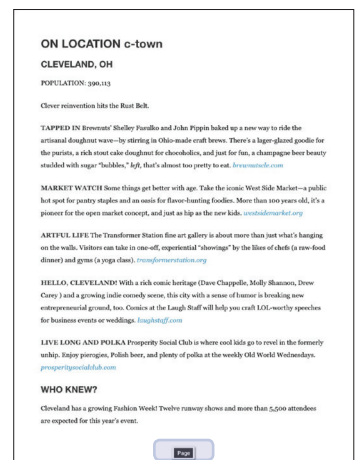 ON LOCATION c-town
CLEVELAND, OH
POPULATION: 390,113
Clever reinvention hits the Rust Belt.
TAPPED IN Brewnuts' Shelley Fasulko and John Pippin baked up a new way to ride the
artisanal doughnut wave—by stirring in Ohio-made craft brews. There's a lager-glazed goodie for
the purists, a rich stout cake doughnut for chocoholics, and just for fun, a champagne beer beauty
studded with sugar "bubbles," left, that's almost too pretty to eat. brewnutscle.com
MARKET WATCH Some things get better with age. Take the iconic West Side Market—a public
hot spot for pantry staples and an oasis for flavor-hunting foodies. More than 100 years old, it's a
pioneer for the open market concept, and just as hip as the new kids. westsidemarket.org
ARTFUL LIFE The Transformer Station fine art gallery is about more than just what's hanging
on the walls. Visitors can take in one-off, experiential "showings" by the likes of chefs (a raw-food
dinner) and gyms (a yoga class). transformerstation.org
HELLO, CLEVELAND! With a rich comic heritage (Dave Chappelle, Molly Shannon, Drew
Carey ) and a growing indie comedy scene, this city with a sense of humor is breaking new
entrepreneurial ground, too. Comics at the Laugh Staff will help you craft LOL-worthy speeches
for business events or weddings. laughstaff.com
LIVE LONG AND POLKA Prosperity Social Club is where cool kids go to revel in the formerly
unhip. Enjoy pierogies, Polish beer, and plenty of polka at the weekly Old World Wednesdays.
prosperitysocialclub.com
WHO KNEW?
Cleveland has a growing Fashion Week! Twelve runway shows and more than 5,500 attendees
are expected for this year's event.
Page